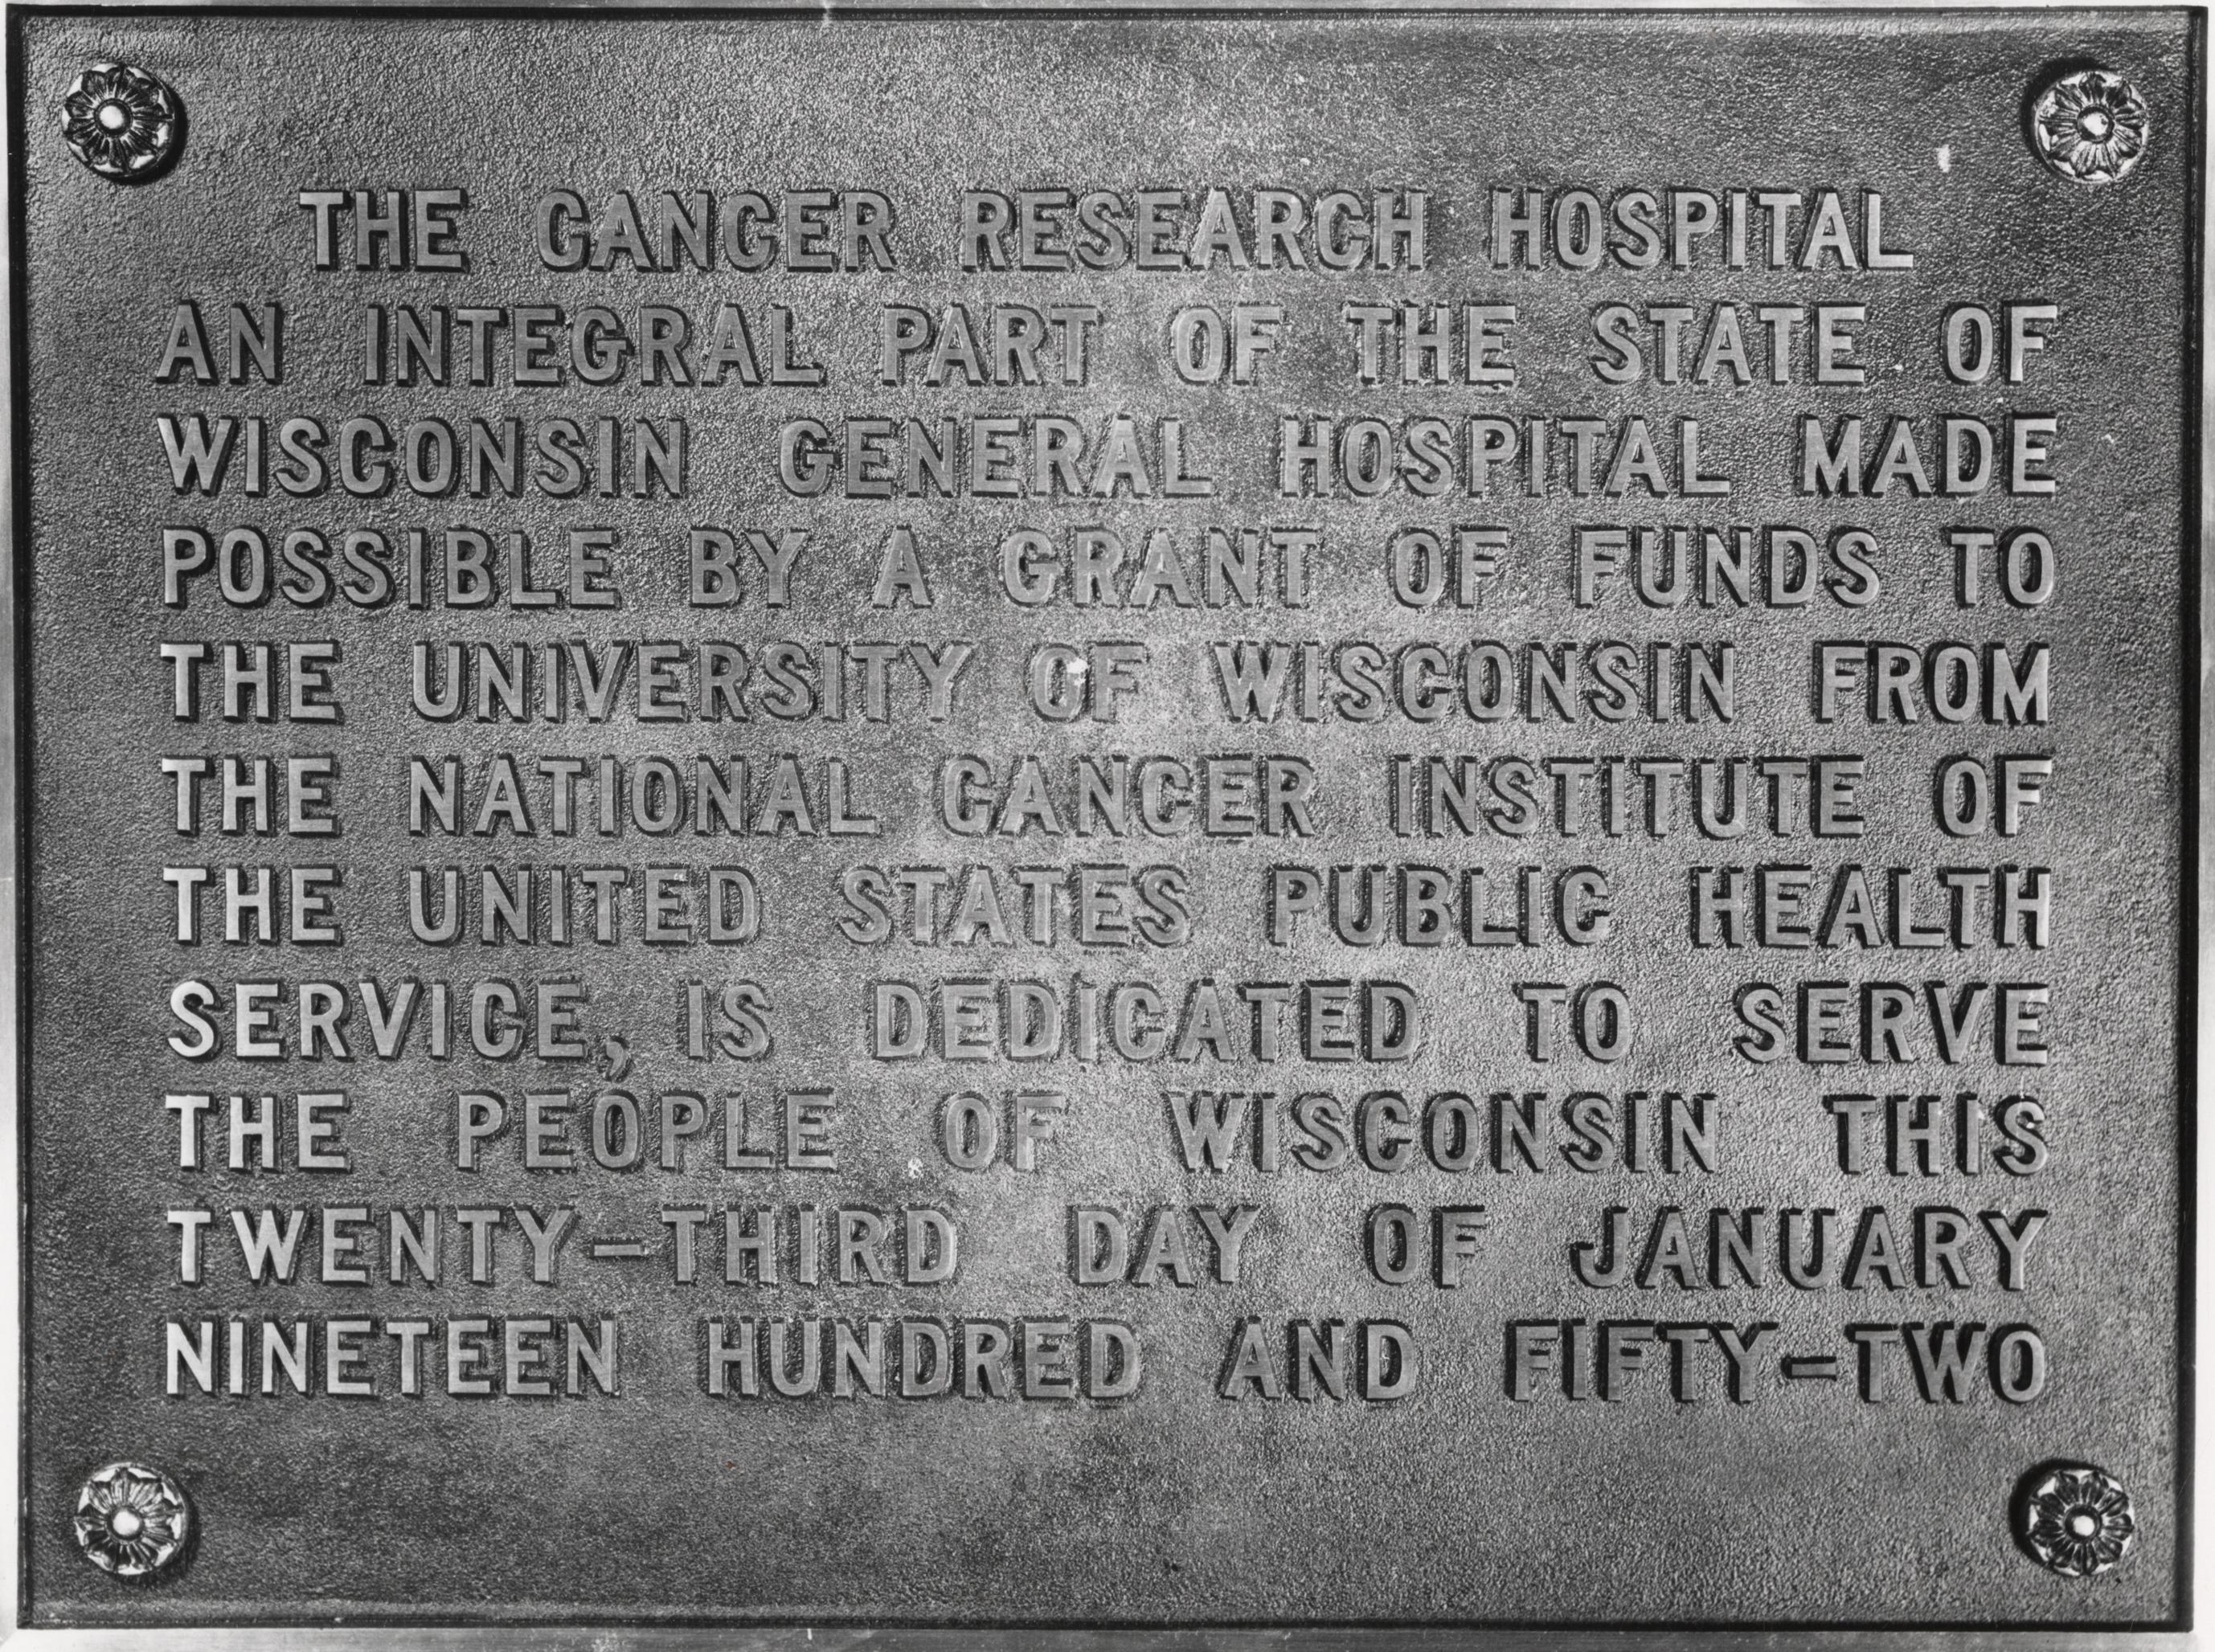 THE CANCER RESEARCH HOSPITAL
AN INTEGRAL PART OF THE STATE OF
WISCONSIN GENERAL HOSPITAL MADE
POSSIBLE BY A GRANT OF FUNDS TO
THE UNIVERSITY OF WISCONSIN FROM
THE NATIONAL CANCER INSTITUTE OF
THE UNITED STATES PUBLIC HEALTH
SERVICE, IS DEDICATED TO SERVE
THE PEOPLE OF WISCONSIN THIS
TWENTY-THIRD DAY OF JANUARY
NINETEEN HUNDRED AND FIFTY-TWO